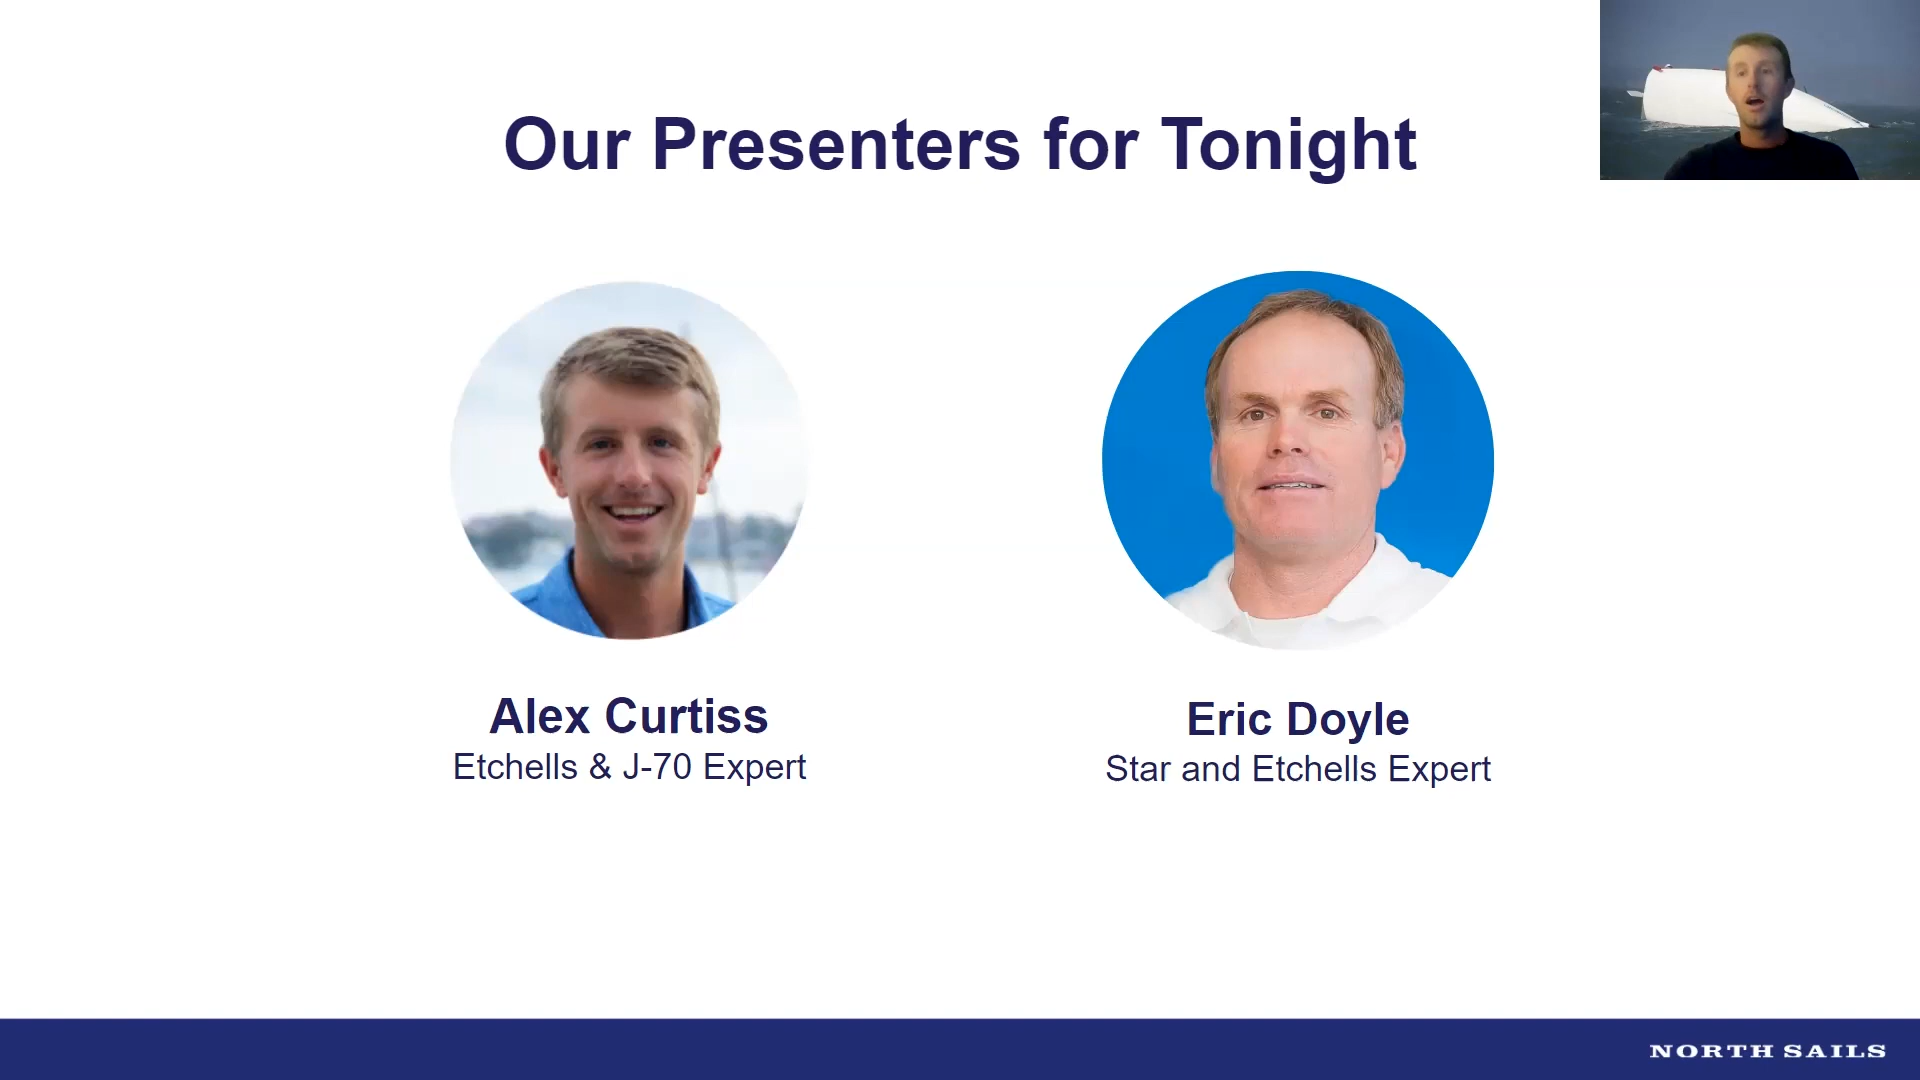 Our Presenters for Tonight
Alex Curtiss
Etchells & J-70 Expert
Eric Doyle
Star and Etchells Expert
NORTH SAILS